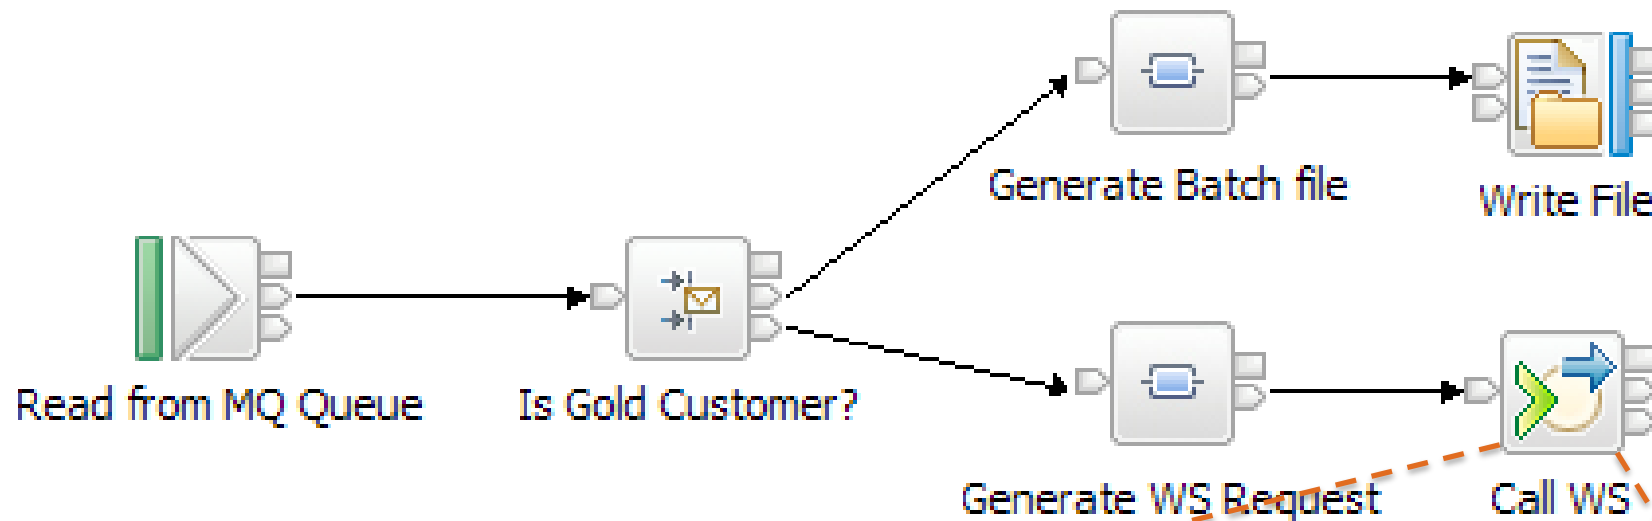 Generate Batch file
Write File
Read from MQ Queue
Is Gold Customer?
Generate WS Request
Call WS